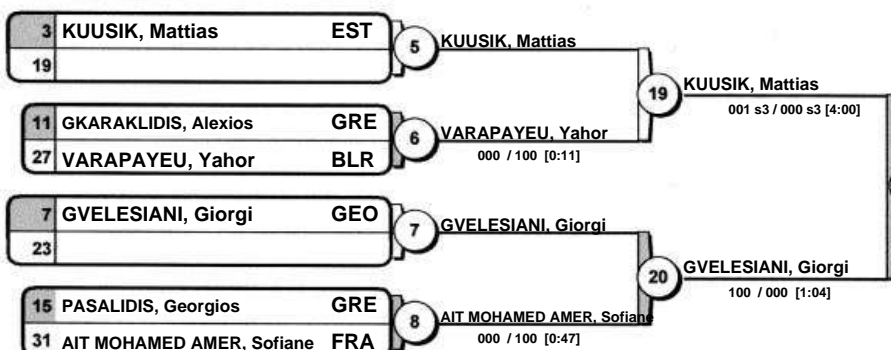 3 KUUSIK, Mattias EST
19
5
KUUSIK, Mattias
11 GKARAKLIDIS, Alexios GRE
27 VARAPAYEU, Yahor BLR
6
VARAPAYEU, Yahor
000 / 100 [0:11]
19
KUUSIK, Mattias
001 s3 / 000 s3 [4:00]
7 GVELESIANI, Giorgi GEO
23
7
GVELESIANI, Giorgi
15 PASALIDIS, Georgios GRE
31 AIT MOHAMED AMER, Sofiane FRA
8
AIT MOHAMED AMER, Sofiane
000 / 100 [0:47]
20
GVELESIANI, Giorgi
100 / 000 [1:04]